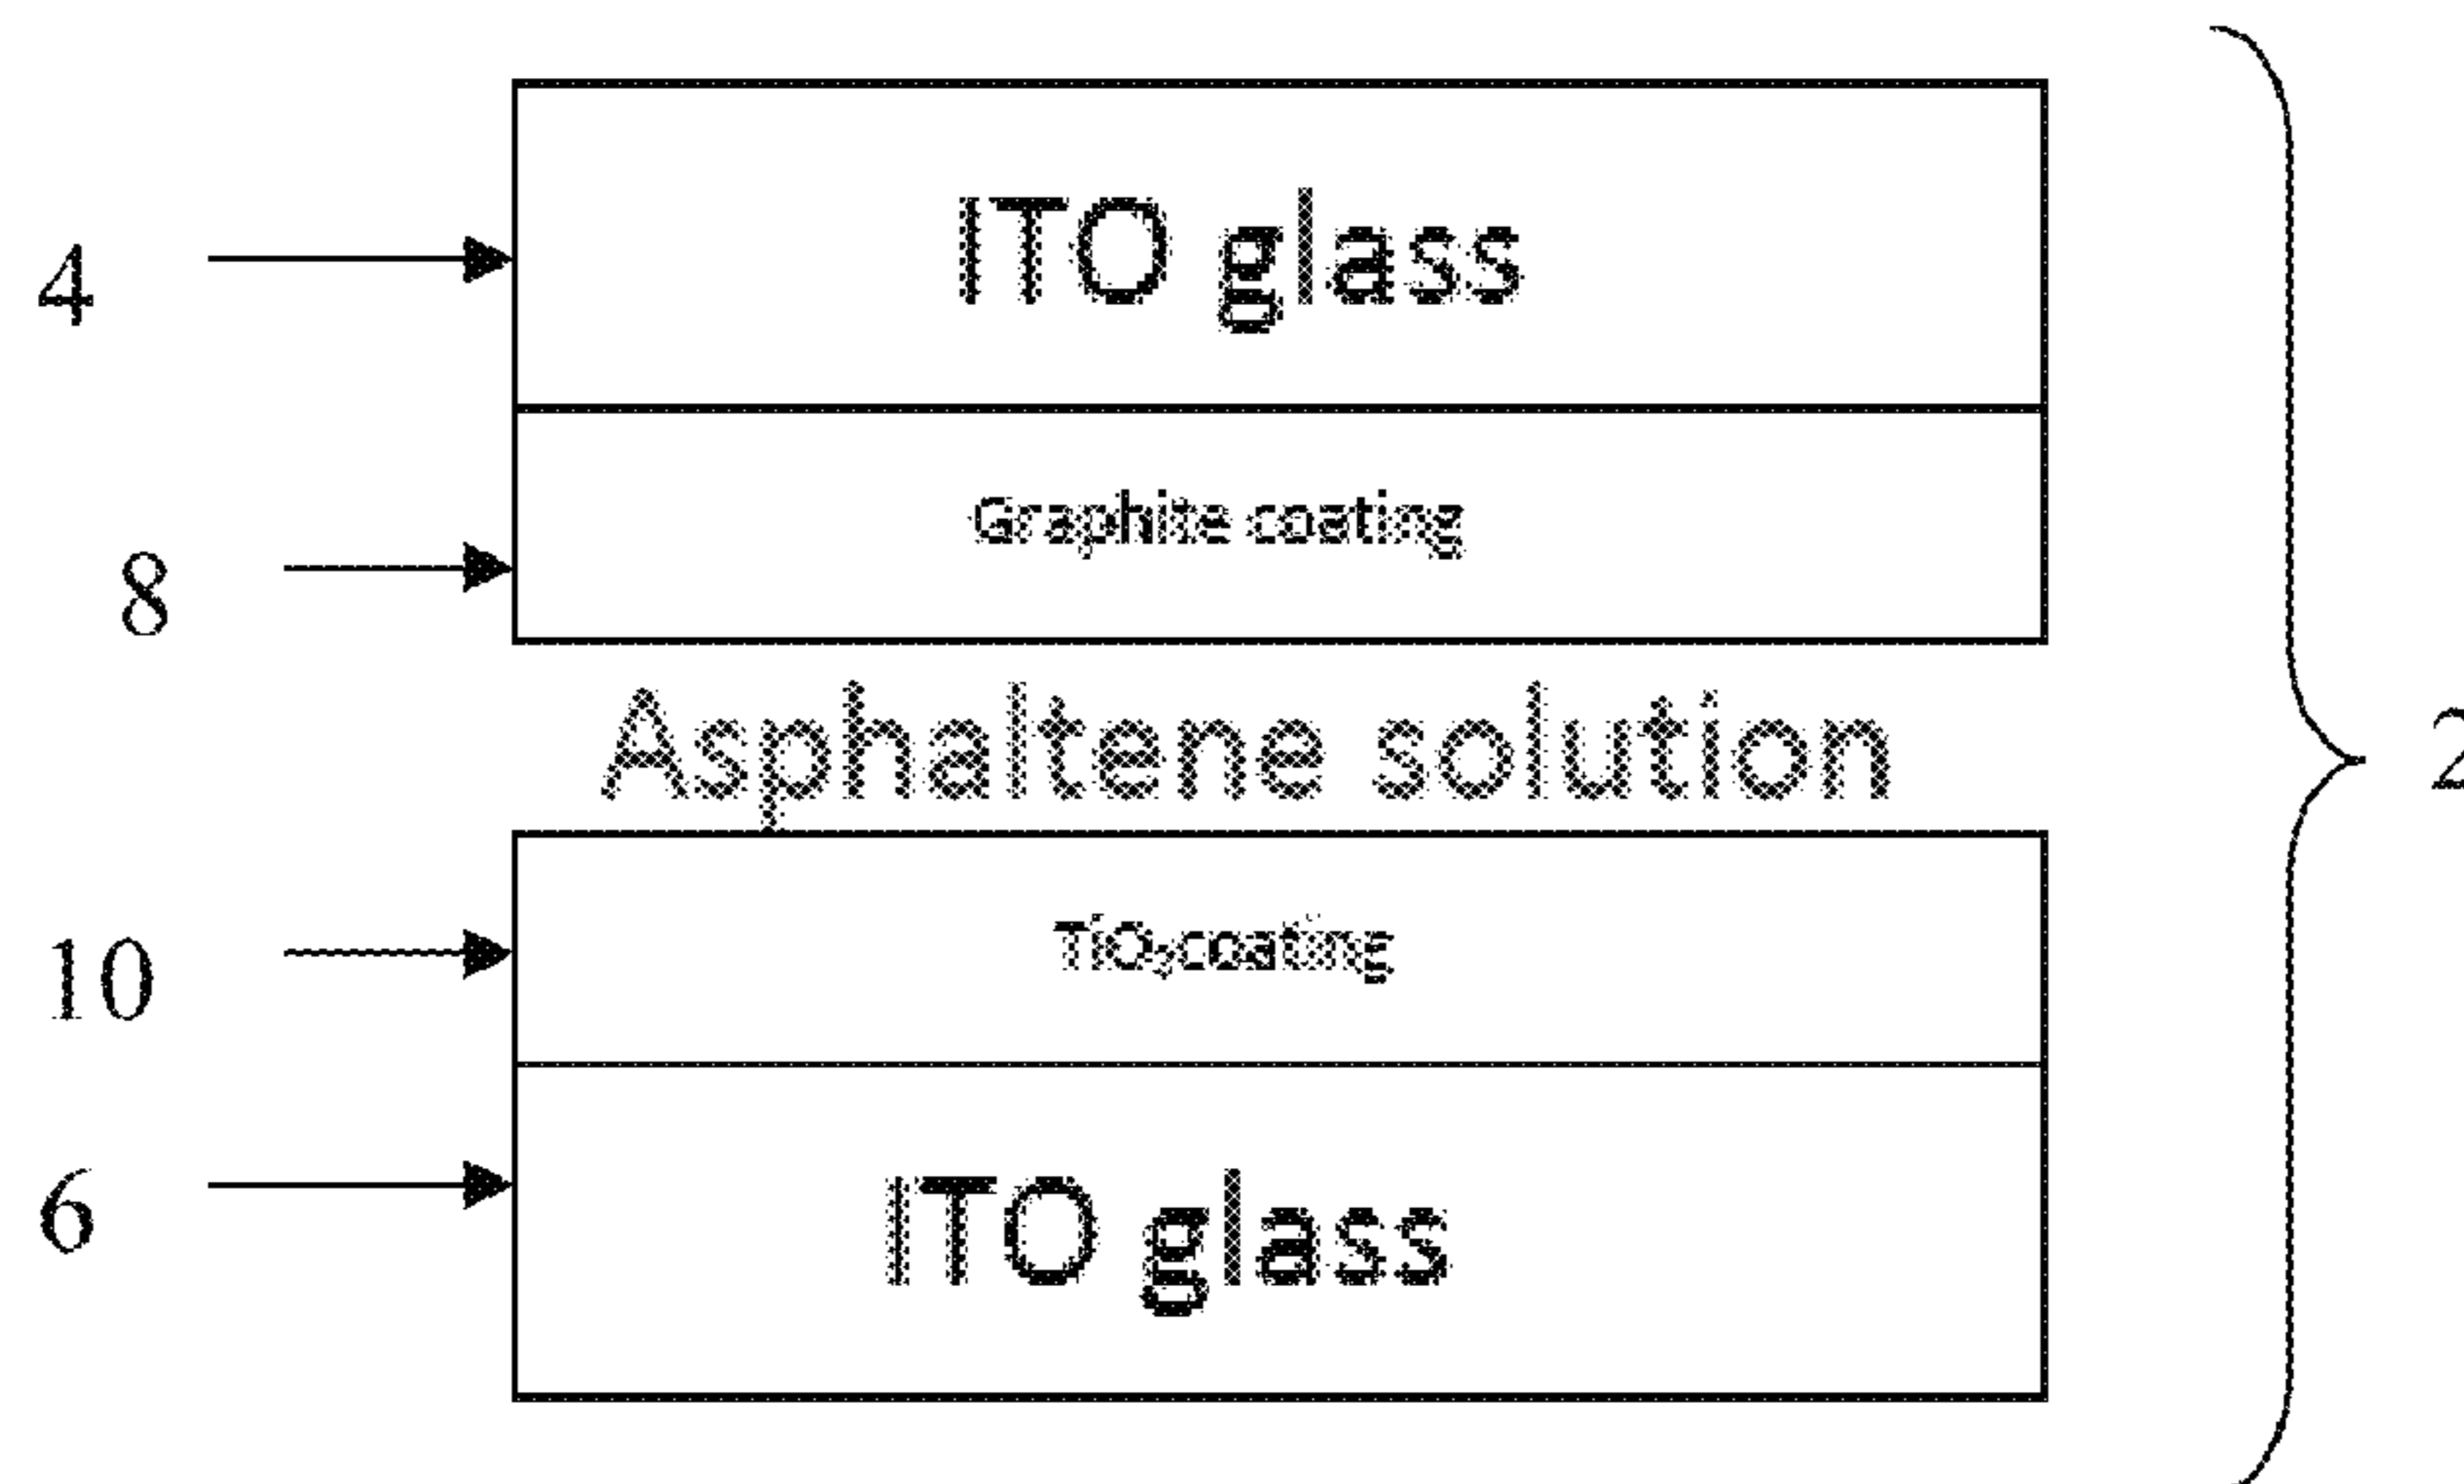 4
ITO glass
8
Graphite coating
Asphaltene solution
2
10
TiO₂ coating
6
ITO glass